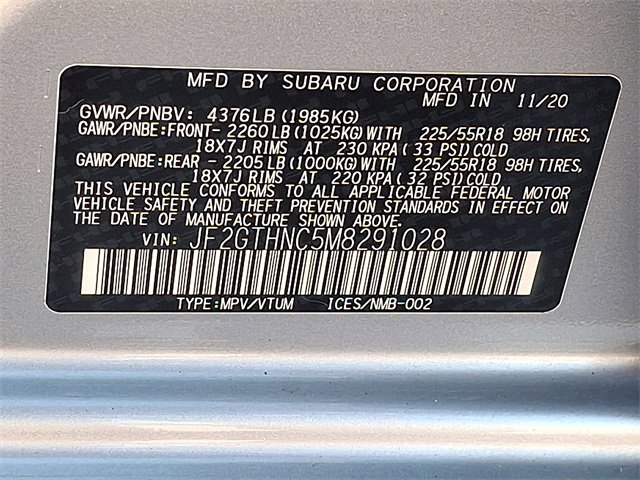 MFD BY SUBARU CORPORATION
MFD IN 11/20
GVWR/PNBV: 4376LB (1985KG)
GAWR/PNBE:FRONT- 2260LB (1025KG) WITH 225/55R18 98H TIRES,
18X7J RIMS AT 230 KPA (33 PSI) COLD
GAWR/PNBE:REAR - 2205LB (1000KG) WITH 225/55R18 98H TIRES,
18X7J RIMS AT 220 KPA (32 PSI) COLD
THIS VEHICLE CONFORMS TO ALL APPLICABLE FEDERAL MOTOR
VEHICLE SAFETY AND THEFT PREVENTION STANDARDS IN EFFECT ON
THE DATE OF MANUFACTURE SHOWN ABOVE.
VIN: JF2GTHNC5M8291028
TYPE:MPV/VTUM ICES/NMB-002